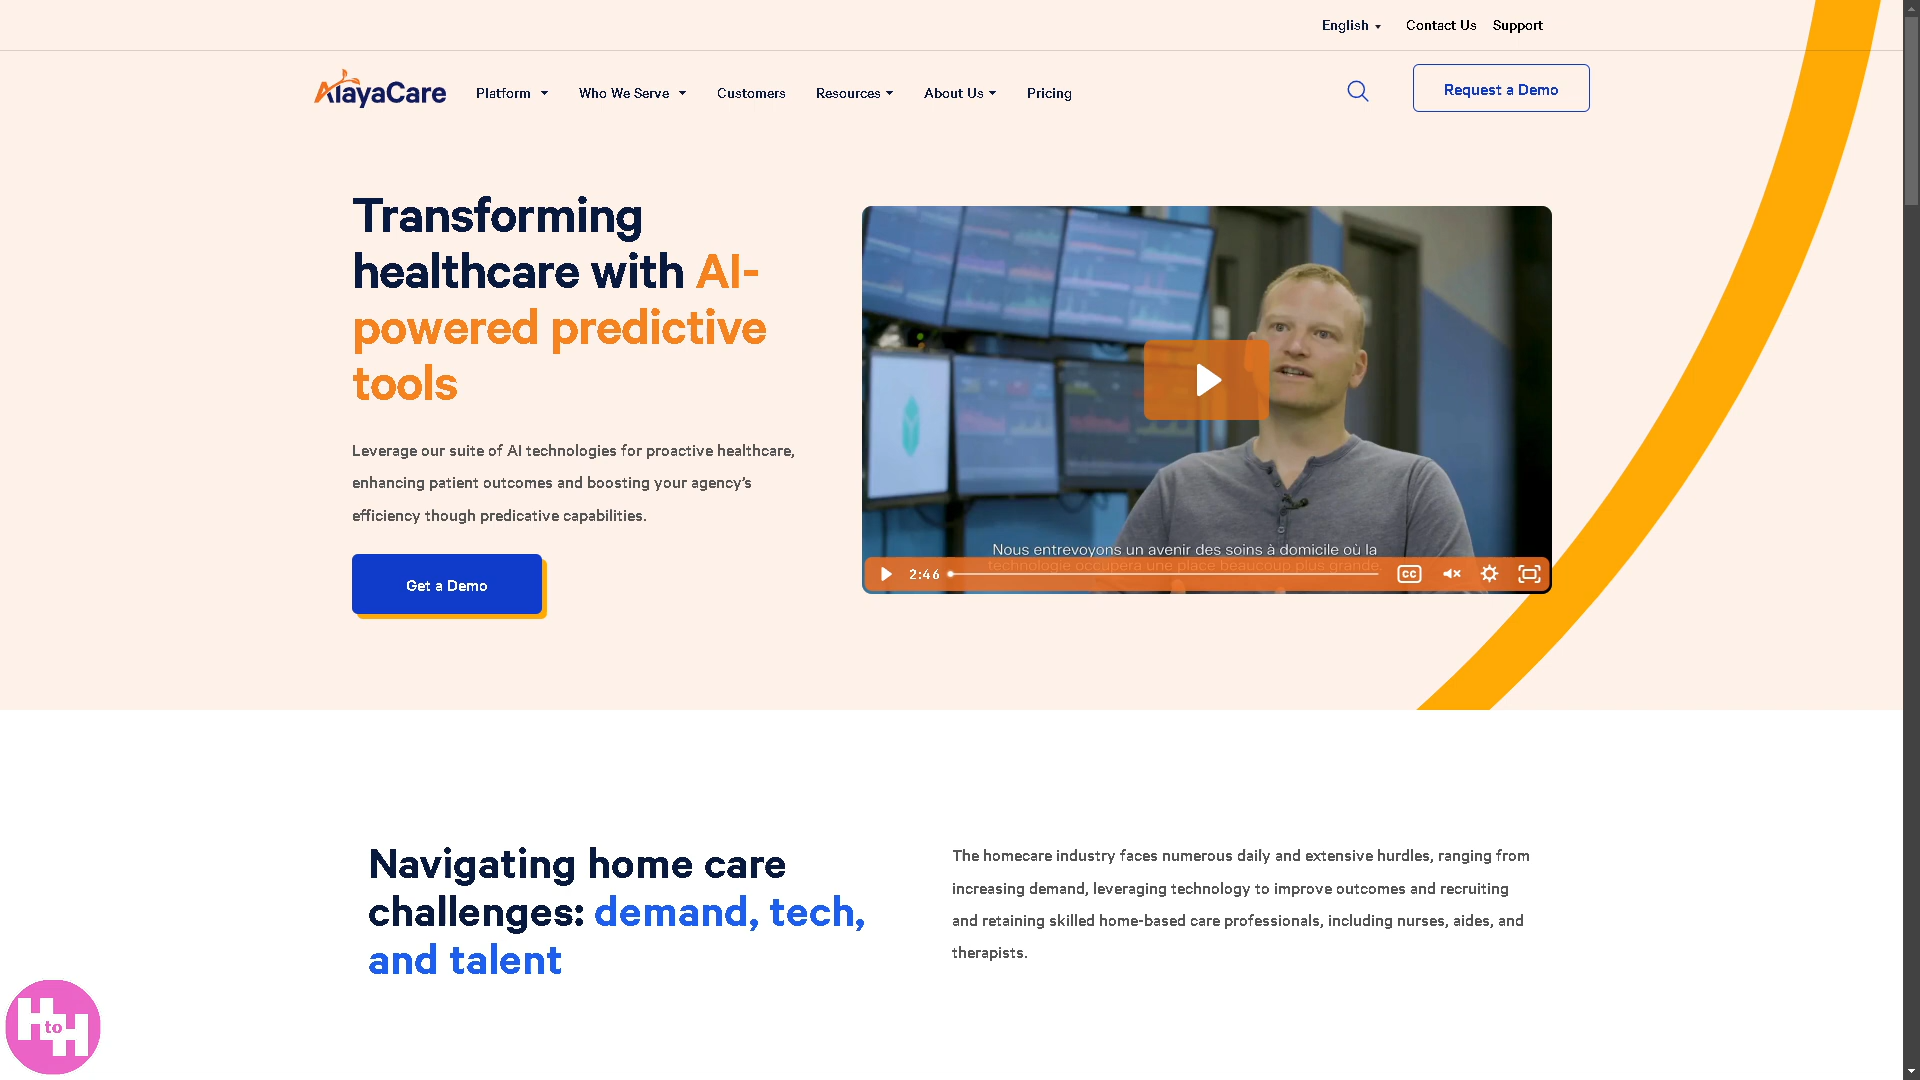 English
Contact Us
Support
AlayaCare
Platform
Who We Serve
Customers
Resources
About Us
Pricing
Request a Demo
Transforming
healthcare with AI-
powered predictive
tools
Leverage our suite of AI technologies for proactive healthcare,
enhancing patient outcomes and boosting your agency's
efficiency though predicative capabilities.
Get a Demo
Nous entrevoyons un avenir des soins à domicile où la
technologie occupera une place beaucoup plus grande.
2:46
CC
Navigating home care
challenges: demand, tech,
and talent
The homecare industry faces numerous daily and extensive hurdles, ranging from
increasing demand, leveraging technology to improve outcomes and recruiting
and retaining skilled home-based care professionals, including nurses, aides, and
therapists.
H to H